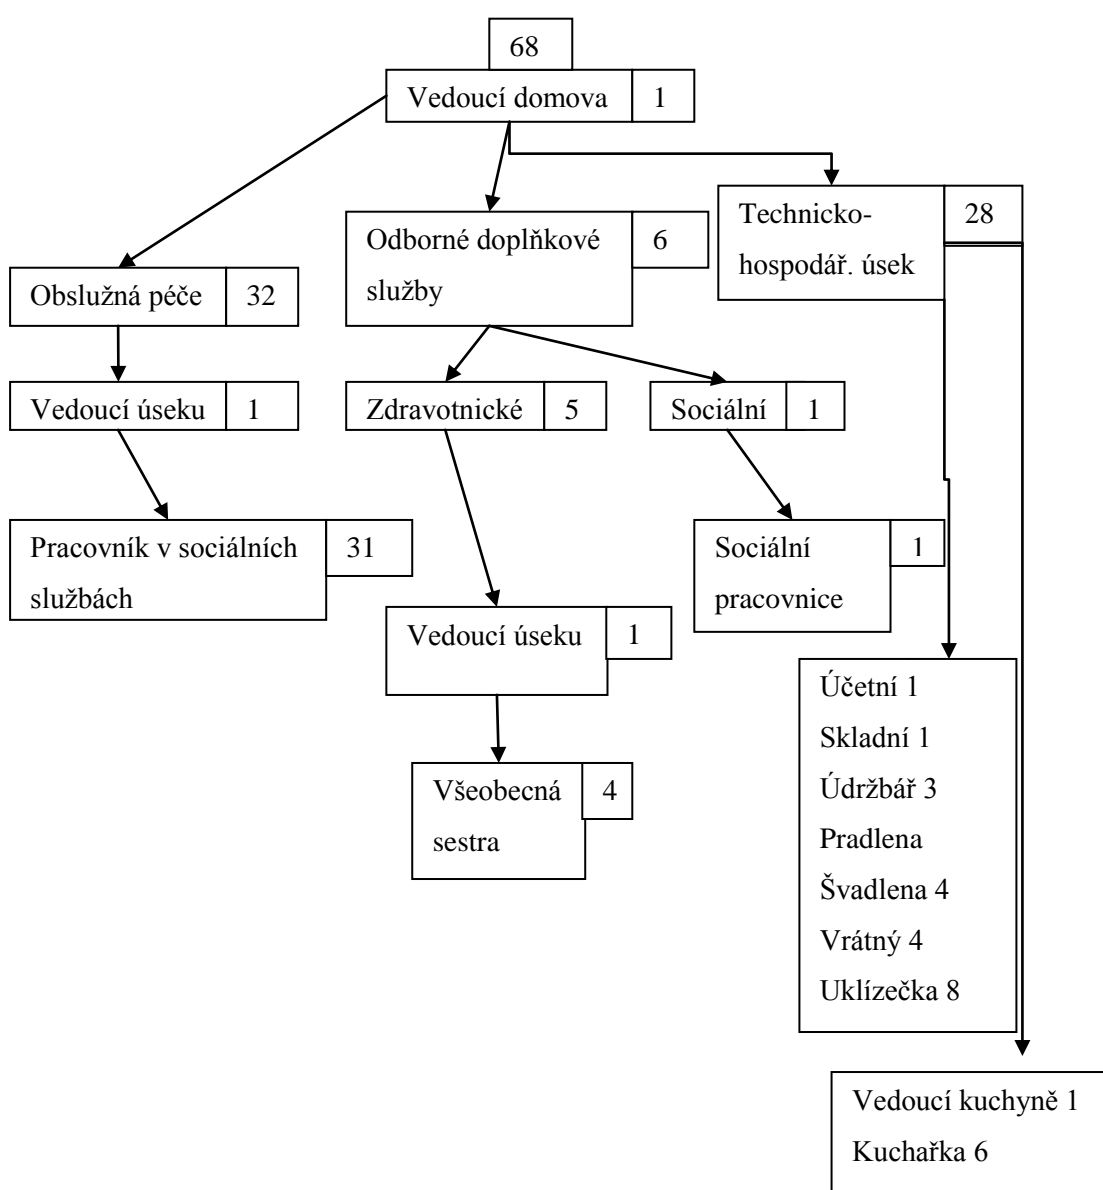 68
Vedoucí domova 1
Technicko- 28
hospodář. úsek
Odborné doplňkové 6
služby
Obslužná péče 32
Vedoucí úseku 1
Zdravotnické 5
Sociální 1
Pracovník v sociálních 31
službách
Sociální 1
pracovnice
Vedoucí úseku 1
Účetní 1
Skladní 1
Údržbář 3
Pradlena
Švadlena 4
Vrátný 4
Uklízečka 8
Všeobecná 4
sestra
Vedoucí kuchyně 1
Kuchařka 6